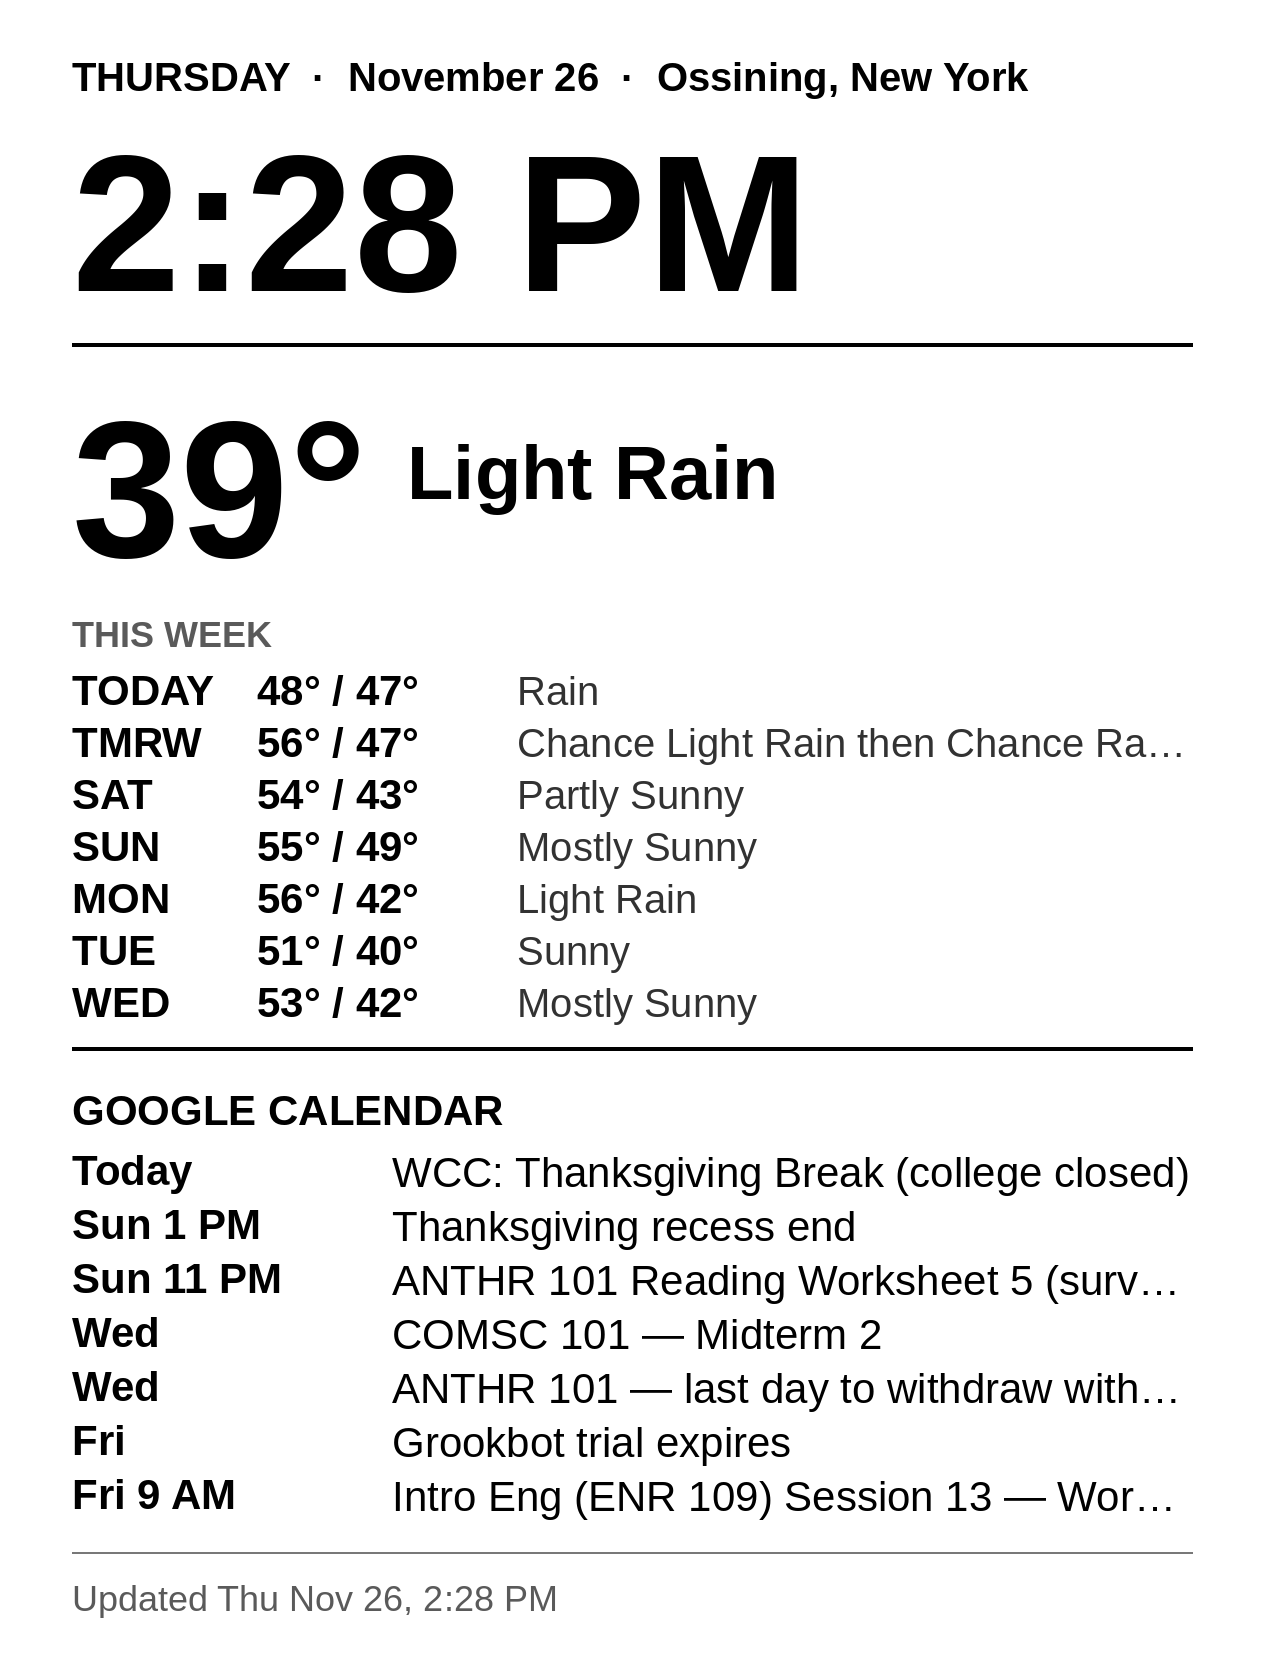 THURSDAY · November 26 · Ossining, New York
2:28 PM
39° Light Rain
THIS WEEK
TODAY 48° / 47° Rain
TMRW 56° / 47° Chance Light Rain then Chance Ra…
SAT 54° / 43° Partly Sunny
SUN 55° / 49° Mostly Sunny
MON 56° / 42° Light Rain
TUE 51° / 40° Sunny
WED 53° / 42° Mostly Sunny
GOOGLE CALENDAR
Today WCC: Thanksgiving Break (college closed)
Sun 1 PM Thanksgiving recess end
Sun 11 PM ANTHR 101 Reading Worksheet 5 (surv…
Wed COMSC 101 — Midterm 2
Wed ANTHR 101 — last day to withdraw with…
Fri Grookbot trial expires
Fri 9 AM Intro Eng (ENR 109) Session 13 — Wor…
Updated Thu Nov 26, 2:28 PM